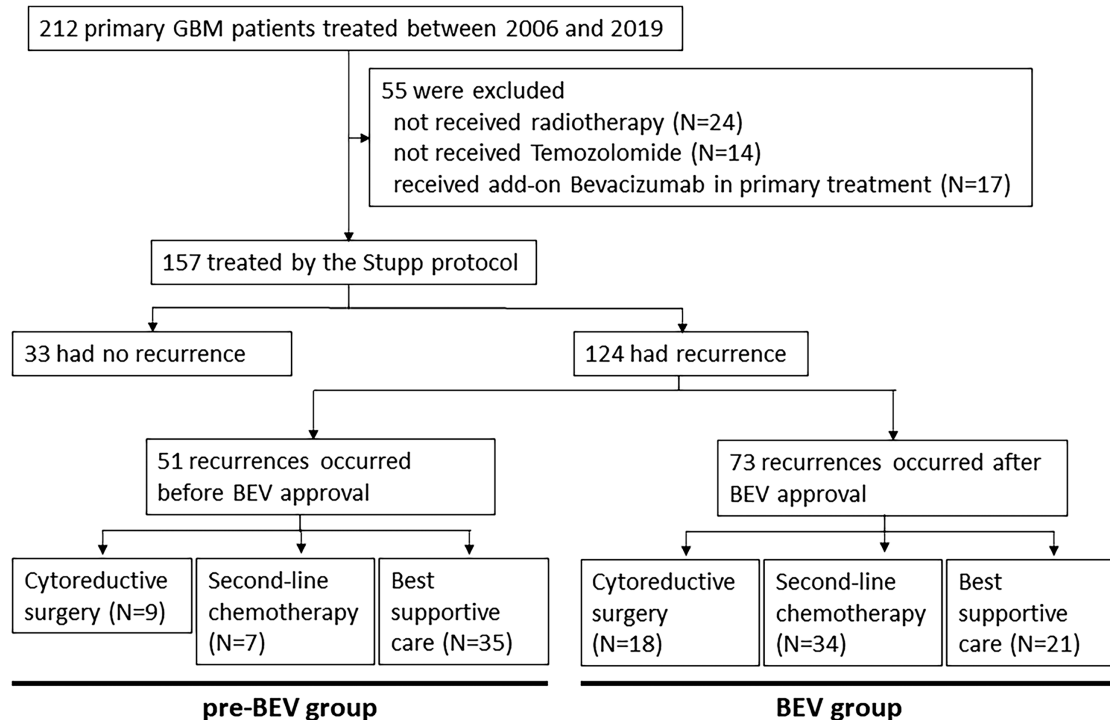 212 primary GBM patients treated between 2006 and 2019
55 were excluded
not received radiotherapy (N=24)
not received Temozolomide (N=14)
received add-on Bevacizumab in primary treatment (N=17)
157 treated by the Stupp protocol
33 had no recurrence
124 had recurrence
51 recurrences occurred
before BEV approval
73 recurrences occurred after
BEV approval
Cytoreductive
surgery (N=9)
Second-line
chemotherapy
(N=7)
Best
supportive
care (N=35)
Cytoreductive
surgery
(N=18)
Second-line
chemotherapy
(N=34)
Best
supportive
care (N=21)
pre-BEV group
BEV group